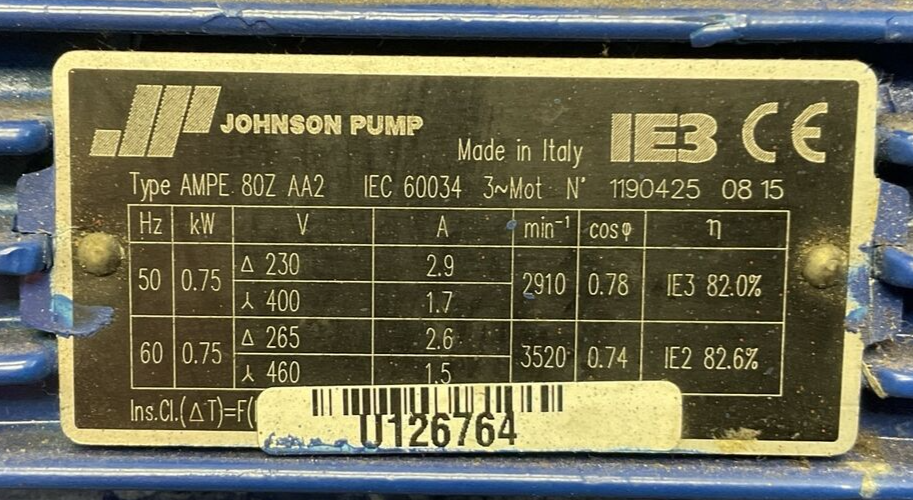 JOHNSON PUMP
Made in Italy IE3 CE
Type AMPE 80Z AA2 IEC 60034 3~Mot N° 1190425 08 15
Hz kW V A min⁻¹ cosφ η
50 0.75 Δ 230 2.9 2910 0.78 IE3 82.0%
⅄ 400 1.7
60 0.75 Δ 265 2.6 3520 0.74 IE2 82.6%
⅄ 460 1.5
Ins.Cl.(ΔT)=F(
U126764